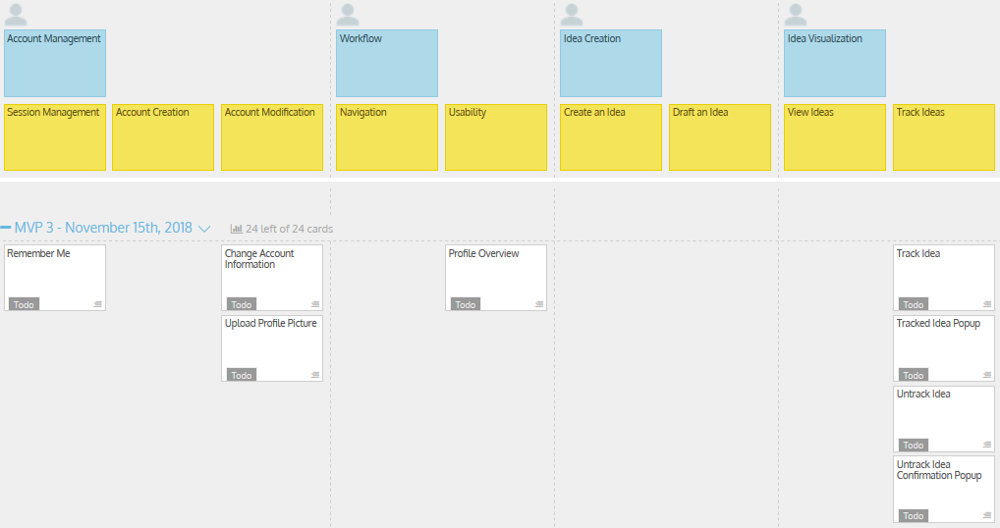 Account Management
Workflow
Idea Creation
Idea Visualization
Session Management
Account Creation
Account Modification
Navigation
Usability
Create an Idea
Draft an Idea
View Ideas
Track Ideas
MVP 3 - November 15th, 2018
24 left of 24 cards
Remember Me
Todo
Change Account
Information
Todo
Profile Overview
Todo
Track Idea
Todo
Upload Profile Picture
Todo
Tracked Idea Popup
Todo
Untrack Idea
Todo
Untrack Idea
Confirmation Popup
Todo